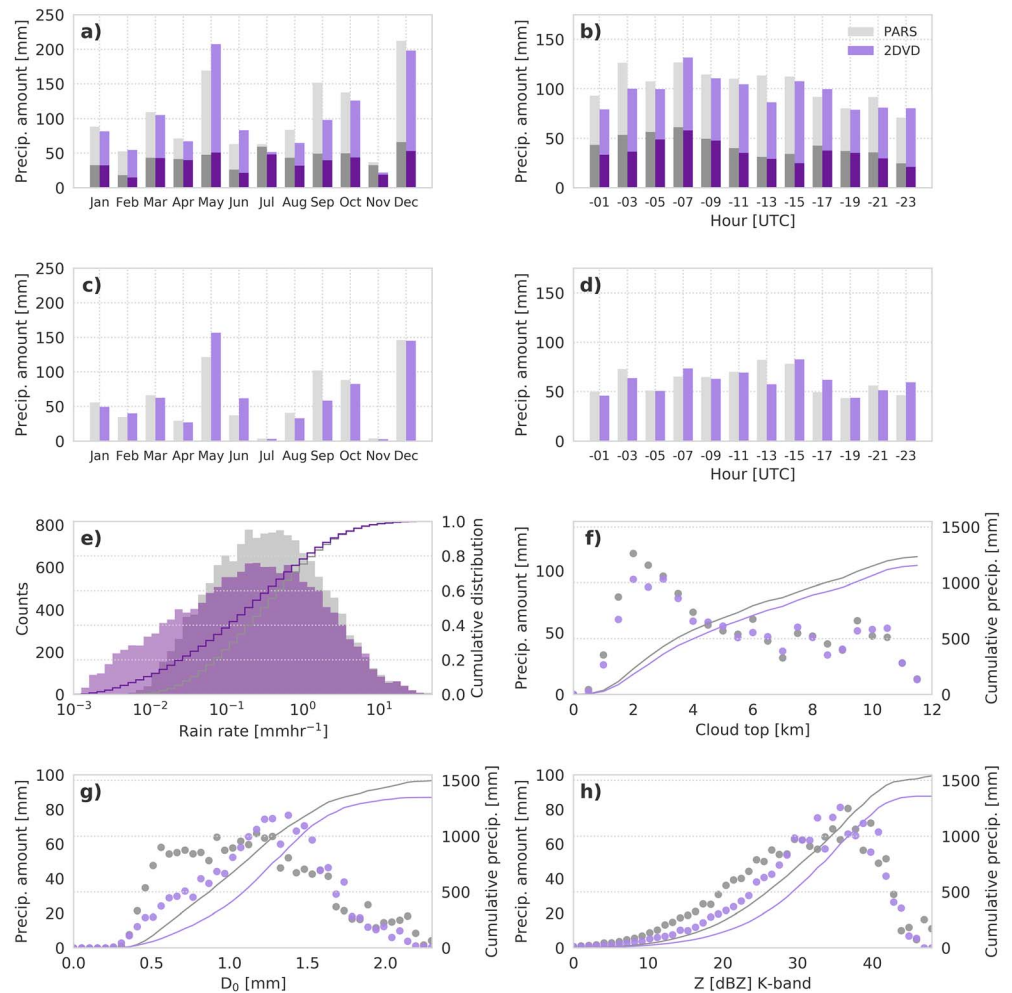 a)
Precip. amount [mm]
250
200
150
100
50
0
Jan Feb Mar Apr May Jun Jul Aug Sep Oct Nov Dec
b)
PARS
2DVD
Precip. amount [mm]
150
100
50
0
-01 -03 -05 -07 -09 -11 -13 -15 -17 -19 -21 -23
Hour [UTC]
c)
Precip. amount [mm]
250
200
150
100
50
0
Jan Feb Mar Apr May Jun Jul Aug Sep Oct Nov Dec
d)
Precip. amount [mm]
150
100
50
0
-01 -03 -05 -07 -09 -11 -13 -15 -17 -19 -21 -23
Hour [UTC]
e)
Counts
800
600
400
200
0
10⁻³ 10⁻² 10⁻¹ 10⁰ 10¹
Rain rate [mmhr⁻¹]
1.0
0.8
0.6
0.4
0.2
0.0
Cumulative distribution
f)
Precip. amount [mm]
100
50
0
0 2 4 6 8 10 12
Cloud top [km]
1500
1000
500
0
Cumulative precip. [mm]
g)
Precip. amount [mm]
100
80
60
40
20
0
0.0 0.5 1.0 1.5 2.0
D₀ [mm]
1500
1000
500
0
Cumulative precip. [mm]
h)
Precip. amount [mm]
100
80
60
40
20
0
0 10 20 30 40
Z [dBZ] K-band
1500
1000
500
0
Cumulative precip. [mm]